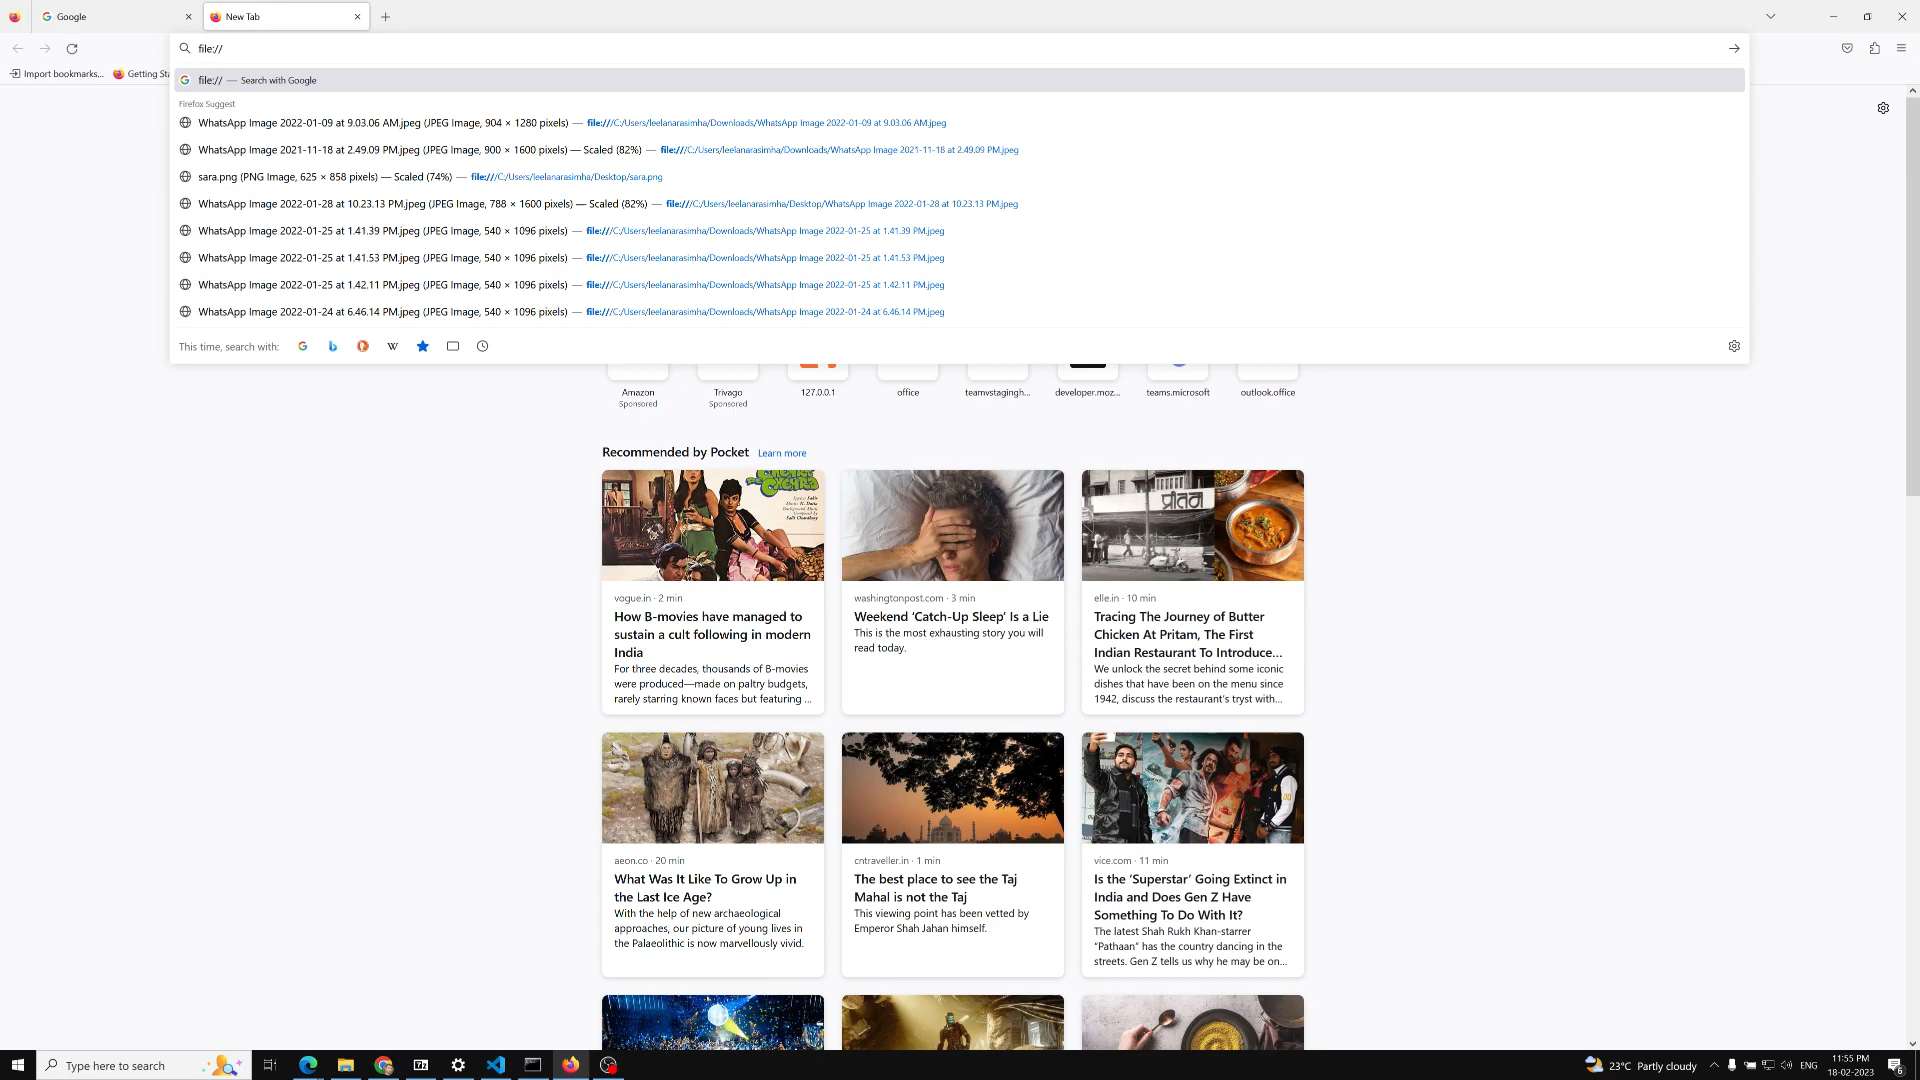 Google
New Tab
file://
Import bookmarks...
Getting Sta
file:// — Search with Google
Firefox Suggest
WhatsApp Image 2022-01-09 at 9.03.06 AM.jpeg (JPEG Image, 904 × 1280 pixels) — file:///C:/Users/leelanarasimha/Downloads/WhatsApp Image 2022-01-09 at 9.03.06 AM.jpeg
WhatsApp Image 2021-11-18 at 2.49.09 PM.jpeg (JPEG Image, 900 × 1600 pixels) — Scaled (82%) — file:///C:/Users/leelanarasimha/Downloads/WhatsApp Image 2021-11-18 at 2.49.09 PM.jpeg
sara.png (PNG Image, 625 × 858 pixels) — Scaled (74%) — file:///C:/Users/leelanarasimha/Desktop/sara.png
WhatsApp Image 2022-01-28 at 10.23.13 PM.jpeg (JPEG Image, 788 × 1600 pixels) — Scaled (82%) — file:///C:/Users/leelanarasimha/Desktop/WhatsApp Image 2022-01-28 at 10.23.13 PM.jpeg
WhatsApp Image 2022-01-25 at 1.41.39 PM.jpeg (JPEG Image, 540 × 1096 pixels) — file:///C:/Users/leelanarasimha/Downloads/WhatsApp Image 2022-01-25 at 1.41.39 PM.jpeg
WhatsApp Image 2022-01-25 at 1.41.53 PM.jpeg (JPEG Image, 540 × 1096 pixels) — file:///C:/Users/leelanarasimha/Downloads/WhatsApp Image 2022-01-25 at 1.41.53 PM.jpeg
WhatsApp Image 2022-01-25 at 1.42.11 PM.jpeg (JPEG Image, 540 × 1096 pixels) — file:///C:/Users/leelanarasimha/Downloads/WhatsApp Image 2022-01-25 at 1.42.11 PM.jpeg
WhatsApp Image 2022-01-24 at 6.46.14 PM.jpeg (JPEG Image, 540 × 1096 pixels) — file:///C:/Users/leelanarasimha/Downloads/WhatsApp Image 2022-01-24 at 6.46.14 PM.jpeg
This time, search with:
Amazon
Sponsored
Trivago
Sponsored
127.0.0.1
office
teamvstagingh...
developer.moz...
teams.microsoft
outlook.office
Recommended by Pocket Learn more
CHEHRA
प्रीतम
vogue.in · 2 min
How B-movies have managed to
sustain a cult following in modern
India
For three decades, thousands of B-movies
were produced—made on paltry budgets,
rarely starring known faces but featuring ...
washingtonpost.com · 3 min
Weekend ‘Catch-Up Sleep’ Is a Lie
This is the most exhausting story you will
read today.
elle.in · 10 min
Tracing The Journey of Butter
Chicken At Pritam, The First
Indian Restaurant To Introduce...
We unlock the secret behind some iconic
dishes that have been on the menu since
1942, discuss the restaurant's tryst with...
aeon.co · 20 min
What Was It Like To Grow Up in
the Last Ice Age?
With the help of new archaeological
approaches, our picture of young lives in
the Palaeolithic is now marvellously vivid.
cntraveller.in · 1 min
The best place to see the Taj
Mahal is not the Taj
This viewing point has been vetted by
Emperor Shah Jahan himself.
vice.com · 11 min
Is the ‘Superstar’ Going Extinct in
India and Does Gen Z Have
Something To Do With It?
The latest Shah Rukh Khan-starrer
“Pathaan” has the country dancing in the
streets. Gen Z tells us why he may be on...
Type here to search
23°C Partly cloudy
ENG
11:55 PM
18-02-2023
6